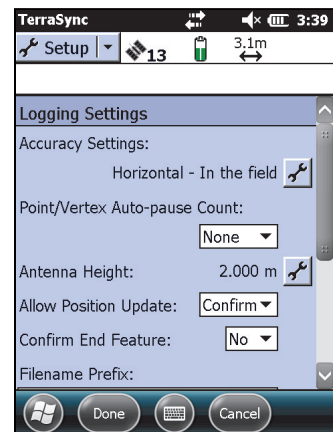 TerraSync 3:39
Setup 13 3.1m
Logging Settings
Accuracy Settings:
Horizontal - In the field
Point/Vertex Auto-pause Count:
None
Antenna Height: 2.000 m
Allow Position Update: Confirm
Confirm End Feature: No
Filename Prefix:
Done Cancel